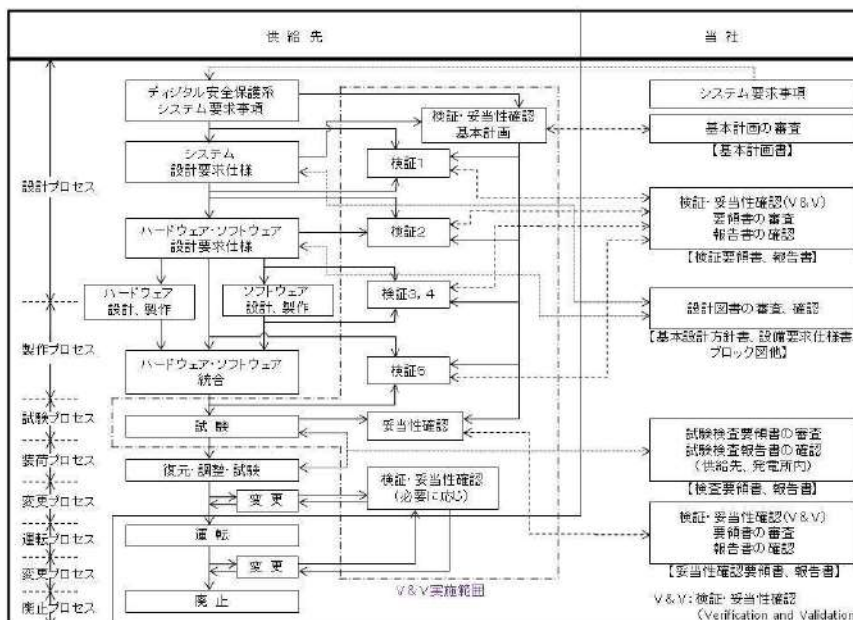 供給先
当社
ディジタル安全保護系
システム要求事項
システム要求事項
検証・妥当性確認
基本計画
基本計画の審査
【基本計画書】
システム
設計要求仕様
検証1
設計プロセス
検証・妥当性確認(V&V)
要領書の審査
報告書の確認
【検証要領書、報告書】
ハードウェア・ソフトウェア
設計要求仕様
検証2
ハードウェア
設計、製作
ソフトウェア
設計、製作
検証3,4
設計図書の審査、確認
【基本設計方針書、設備要求仕様書、
ブロック図他】
製作プロセス
ハードウェア・ソフトウェア
統合
検証5
試験プロセス
試験
妥当性確認
試験検査要領書の審査
試験検査報告書の確認
(供給先、発電所内)
【検査要領書、報告書】
装荷プロセス
復元・調整・試験
変更プロセス
変更
検証・妥当性確認
(必要に応じ)
運転プロセス
運転
検証・妥当性確認(V&V)
要領書の審査
報告書の確認
【妥当性確認要領書、報告書】
変更プロセス
変更
廃止プロセス
廃止
V&V実施範囲
V&V:検証・妥当性確認
(Verification and Validation